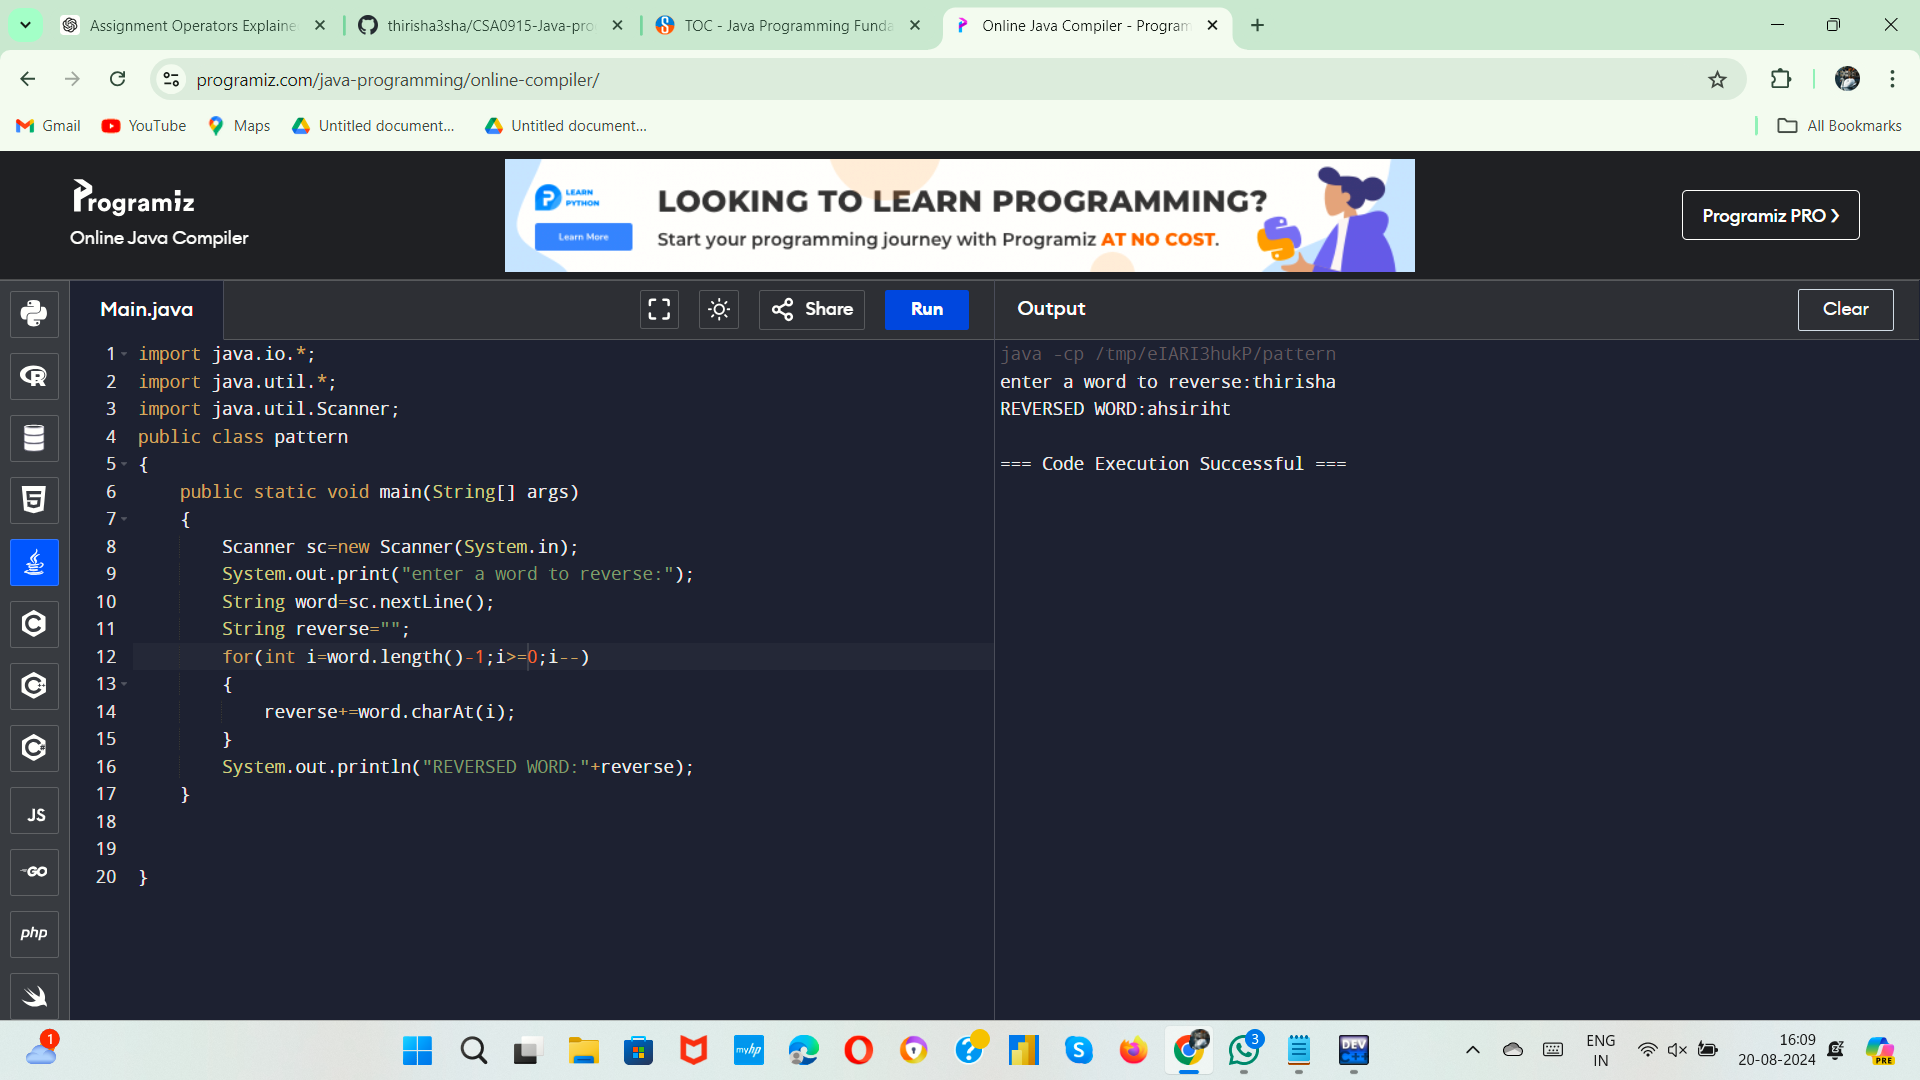 Assignment Operators Explaine
thirisha3sha/CSA0915-Java-pro
TOC - Java Programming Funda
Online Java Compiler - Program
programiz.com/java-programming/online-compiler/
Gmail
YouTube
Maps
Untitled document...
Untitled document...
All Bookmarks
Programiz
Online Java Compiler
LEARN
PYTHON
Learn More
LOOKING TO LEARN PROGRAMMING?
Start your programming journey with Programiz AT NO COST.
Programiz PRO >
Main.java
Share
Run
Output
Clear
1 import java.io.*;
2 import java.util.*;
3 import java.util.Scanner;
4 public class pattern
5 {
6 public static void main(String[] args)
7 {
8 Scanner sc=new Scanner(System.in);
9 System.out.print("enter a word to reverse:");
10 String word=sc.nextLine();
11 String reverse="";
12 for(int i=word.length()-1;i>=0;i--)
13 {
14 reverse+=word.charAt(i);
15 }
16 System.out.println("REVERSED WORD:"+reverse);
17 }
18
19
20 }
java -cp /tmp/eIARI3hukP/pattern
enter a word to reverse:thirisha
REVERSED WORD:ahsiriht
=== Code Execution Successful ===
JS
GO
php
1
myhp
3
DEV
C++
ENG
IN
16:09
20-08-2024
PRE